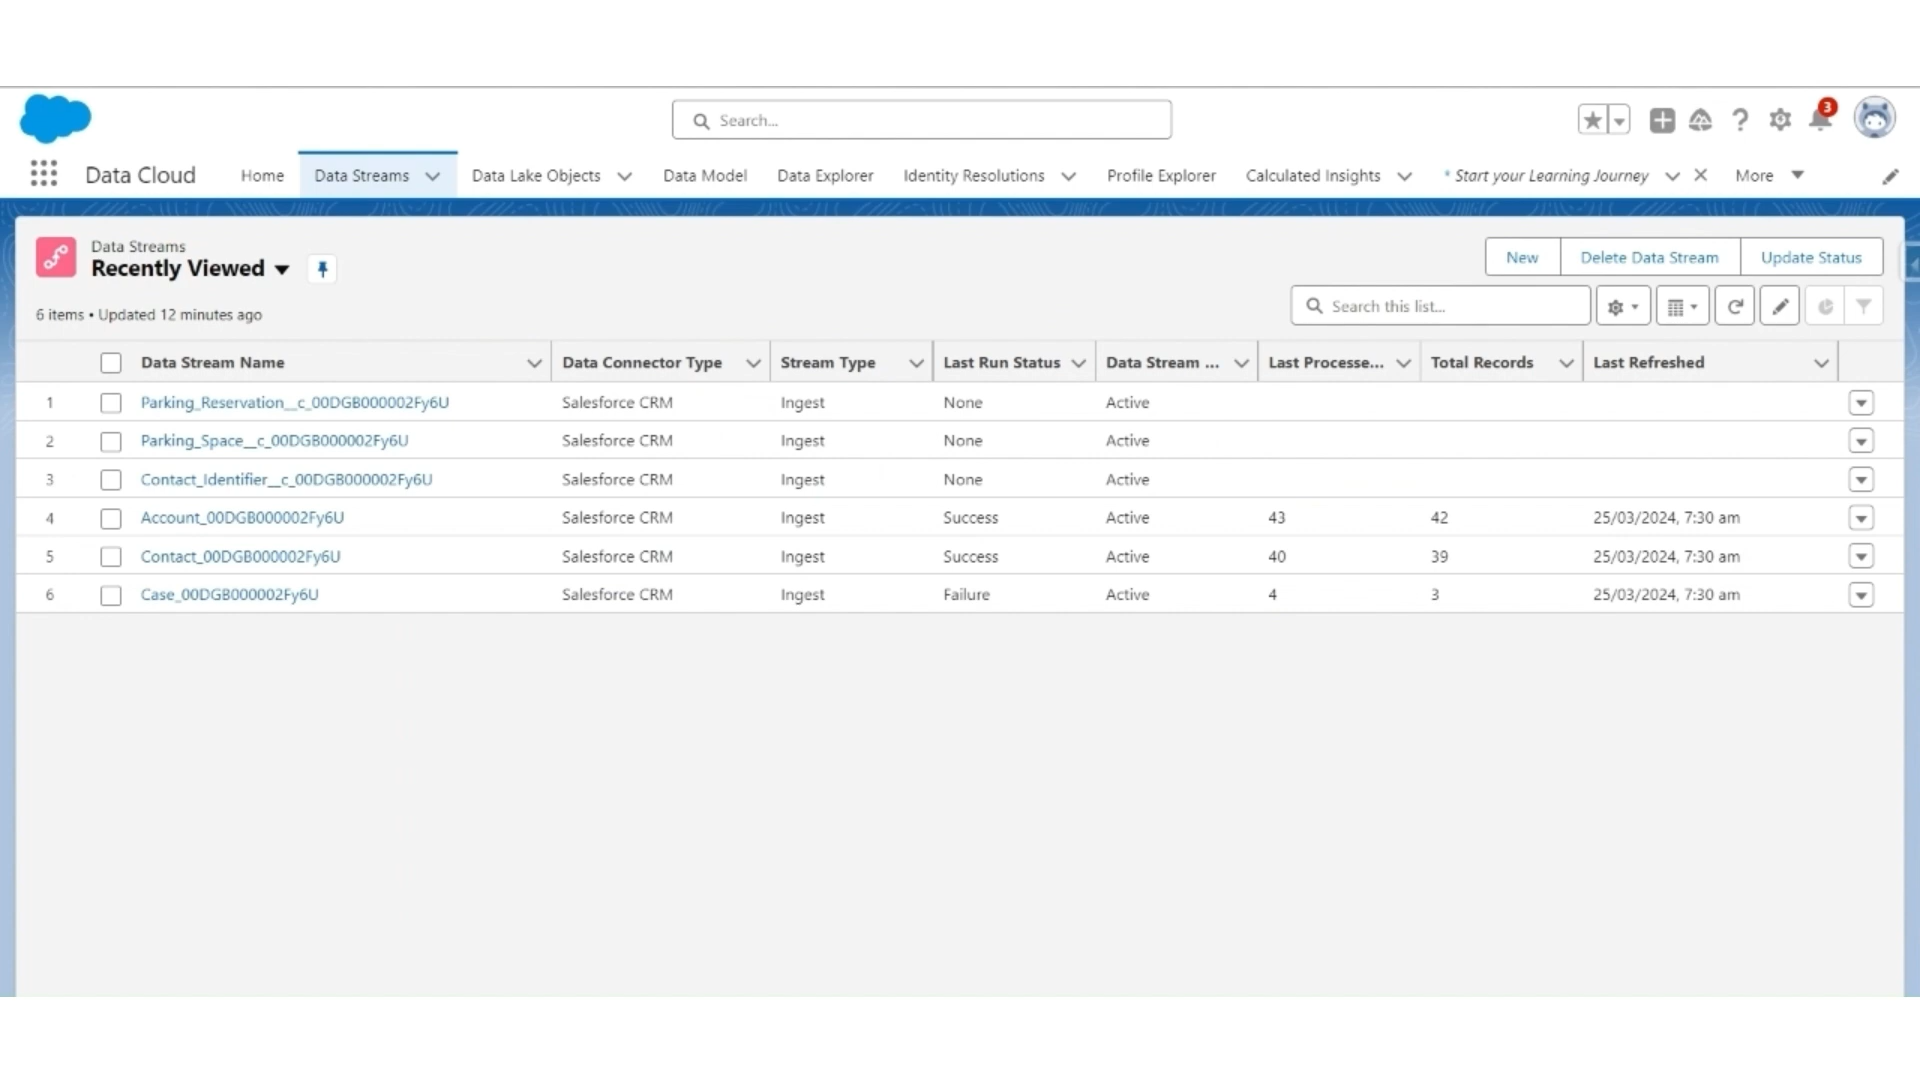 Search...
3
Data Cloud Home Data Streams Data Lake Objects Data Model Data Explorer Identity Resolutions Profile Explorer Calculated Insights * Start your Learning Journey More
Data Streams
Recently Viewed
New Delete Data Stream Update Status
6 items • Updated 12 minutes ago
Search this list...
Data Stream Name Data Connector Type Stream Type Last Run Status Data Stream ... Last Processe... Total Records Last Refreshed
1 Parking_Reservation__c_00DGB000002Fy6U Salesforce CRM Ingest None Active
2 Parking_Space__c_00DGB000002Fy6U Salesforce CRM Ingest None Active
3 Contact_Identifier__c_00DGB000002Fy6U Salesforce CRM Ingest None Active
4 Account_00DGB000002Fy6U Salesforce CRM Ingest Success Active 43 42 25/03/2024, 7:30 am
5 Contact_00DGB000002Fy6U Salesforce CRM Ingest Success Active 40 39 25/03/2024, 7:30 am
6 Case_00DGB000002Fy6U Salesforce CRM Ingest Failure Active 4 3 25/03/2024, 7:30 am